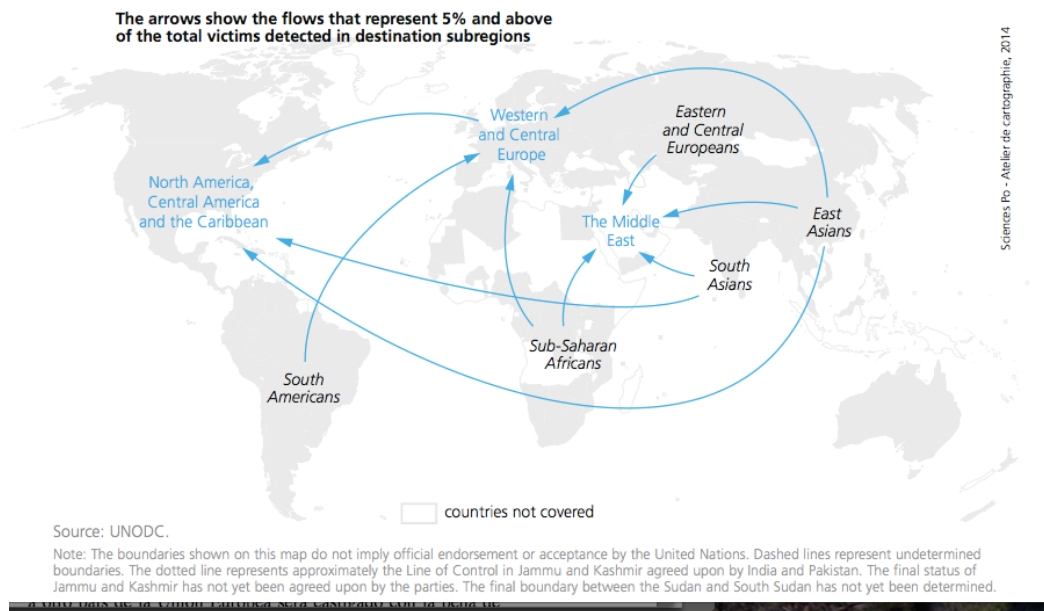 The arrows show the flows that represent 5% and above
of the total victims detected in destination subregions
Sciences Po - Atelier de cartographie, 2014
Western
and Central
Europe
Eastern
and Central
Europeans
North America,
Central America
and the Caribbean
The Middle
East
East
Asians
South
Asians
Sub-Saharan
Africans
South
Americans
countries not covered
Source: UNODC.
Note: The boundaries shown on this map do not imply official endorsement or acceptance by the United Nations. Dashed lines represent undetermined
boundaries. The dotted line represents approximately the Line of Control in Jammu and Kashmir agreed upon by India and Pakistan. The final status of
Jammu and Kashmir has not yet been agreed upon by the parties. The final boundary between the Sudan and South Sudan has not yet been determined.